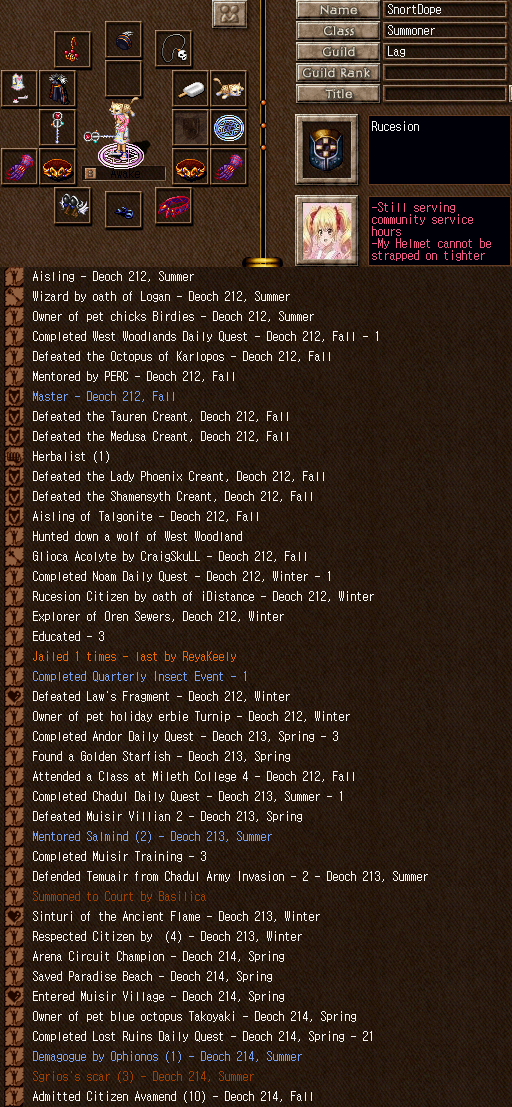 Name SnortDope
Class Summoner
Guild Lag
Guild Rank
Title
Rucesion
-Still serving
community service
hours
-My Helmet cannot be
strapped on tighter
Aisling - Deoch 212, Summer
Wizard by oath of Logan - Deoch 212, Summer
Owner of pet chicks Birdies - Deoch 212, Summer
Completed West Woodlands Daily Quest - Deoch 212, Fall - 1
Defeated the Octopus of Karlopos - Deoch 212, Fall
Mentored by PERC - Deoch 212, Fall
Master - Deoch 212, Fall
Defeated the Tauren Creant, Deoch 212, Fall
Defeated the Medusa Creant, Deoch 212, Fall
Herbalist (1)
Defeated the Lady Phoenix Creant, Deoch 212, Fall
Defeated the Shamensyth Creant, Deoch 212, Fall
Aisling of Talgonite - Deoch 212, Fall
Hunted down a wolf of West Woodland
Glioca Acolyte by CraigSkuLL - Deoch 212, Fall
Completed Noam Daily Quest - Deoch 212, Winter - 1
Rucesion Citizen by oath of iDistance - Deoch 212, Winter
Explorer of Oren Sewers, Deoch 212, Winter
Educated - 3
Jailed 1 times - last by ReyaKeely
Completed Quarterly Insect Event - 1
Defeated Law's Fragment - Deoch 212, Winter
Owner of pet holiday erbie Turnip - Deoch 212, Winter
Completed Andor Daily Quest - Deoch 213, Spring - 3
Found a Golden Starfish - Deoch 213, Spring
Attended a Class at Mileth College 4 - Deoch 212, Fall
Completed Chadul Daily Quest - Deoch 213, Summer - 1
Defeated Muisir Villian 2 - Deoch 213, Spring
Mentored Salmind (2) - Deoch 213, Summer
Completed Muisir Training - 3
Defended Temuair from Chadul Army Invasion - 2 - Deoch 213, Summer
Summoned to Court by Basilica
Sinturi of the Ancient Flame - Deoch 213, Winter
Respected Citizen by  (4) - Deoch 213, Winter
Arena Circuit Champion - Deoch 214, Spring
Saved Paradise Beach - Deoch 214, Spring
Entered Muisir Village - Deoch 214, Spring
Owner of pet blue octopus Takoyaki - Deoch 214, Spring
Completed Lost Ruins Daily Quest - Deoch 214, Spring - 21
Demagogue by Ophionos (1) - Deoch 214, Summer
Sgrios's scar (3) - Deoch 214, Summer
Admitted Citizen Avamend (10) - Deoch 214, Fall